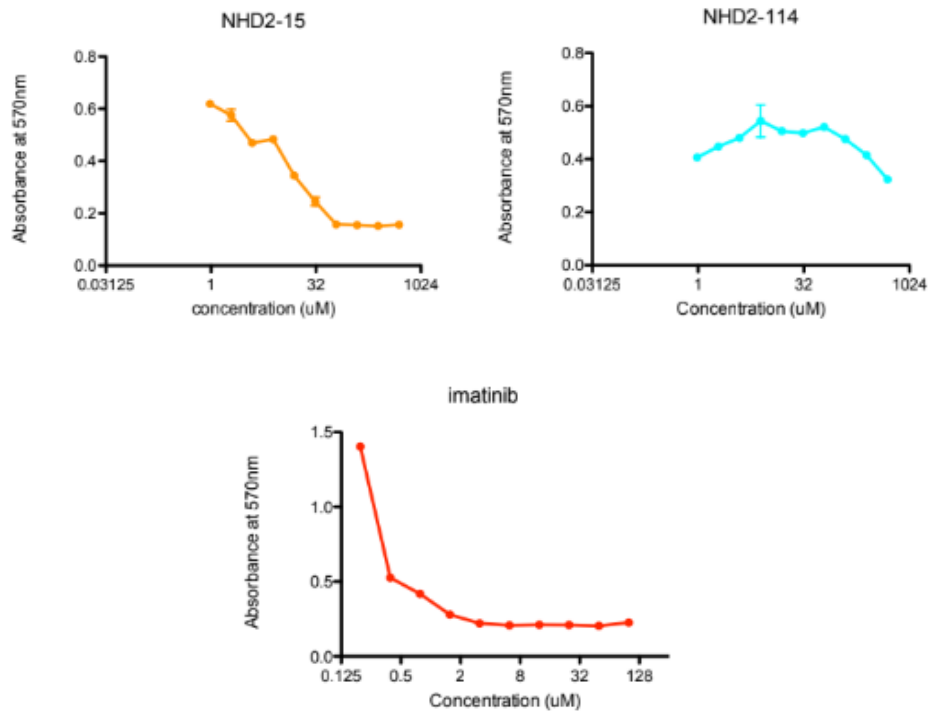 NHD2-15
Absorbance at 570nm
0.8
0.6
0.4
0.2
0.0
0.03125 1 32 1024
concentration (uM)
NHD2-114
Absorbance at 570nm
0.8
0.6
0.4
0.2
0.0
0.03125 1 32 1024
Concentration (uM)
imatinib
Absorbance at 570nm
1.5
1.0
0.5
0.0
0.125 0.5 2 8 32 128
Concentration (uM)